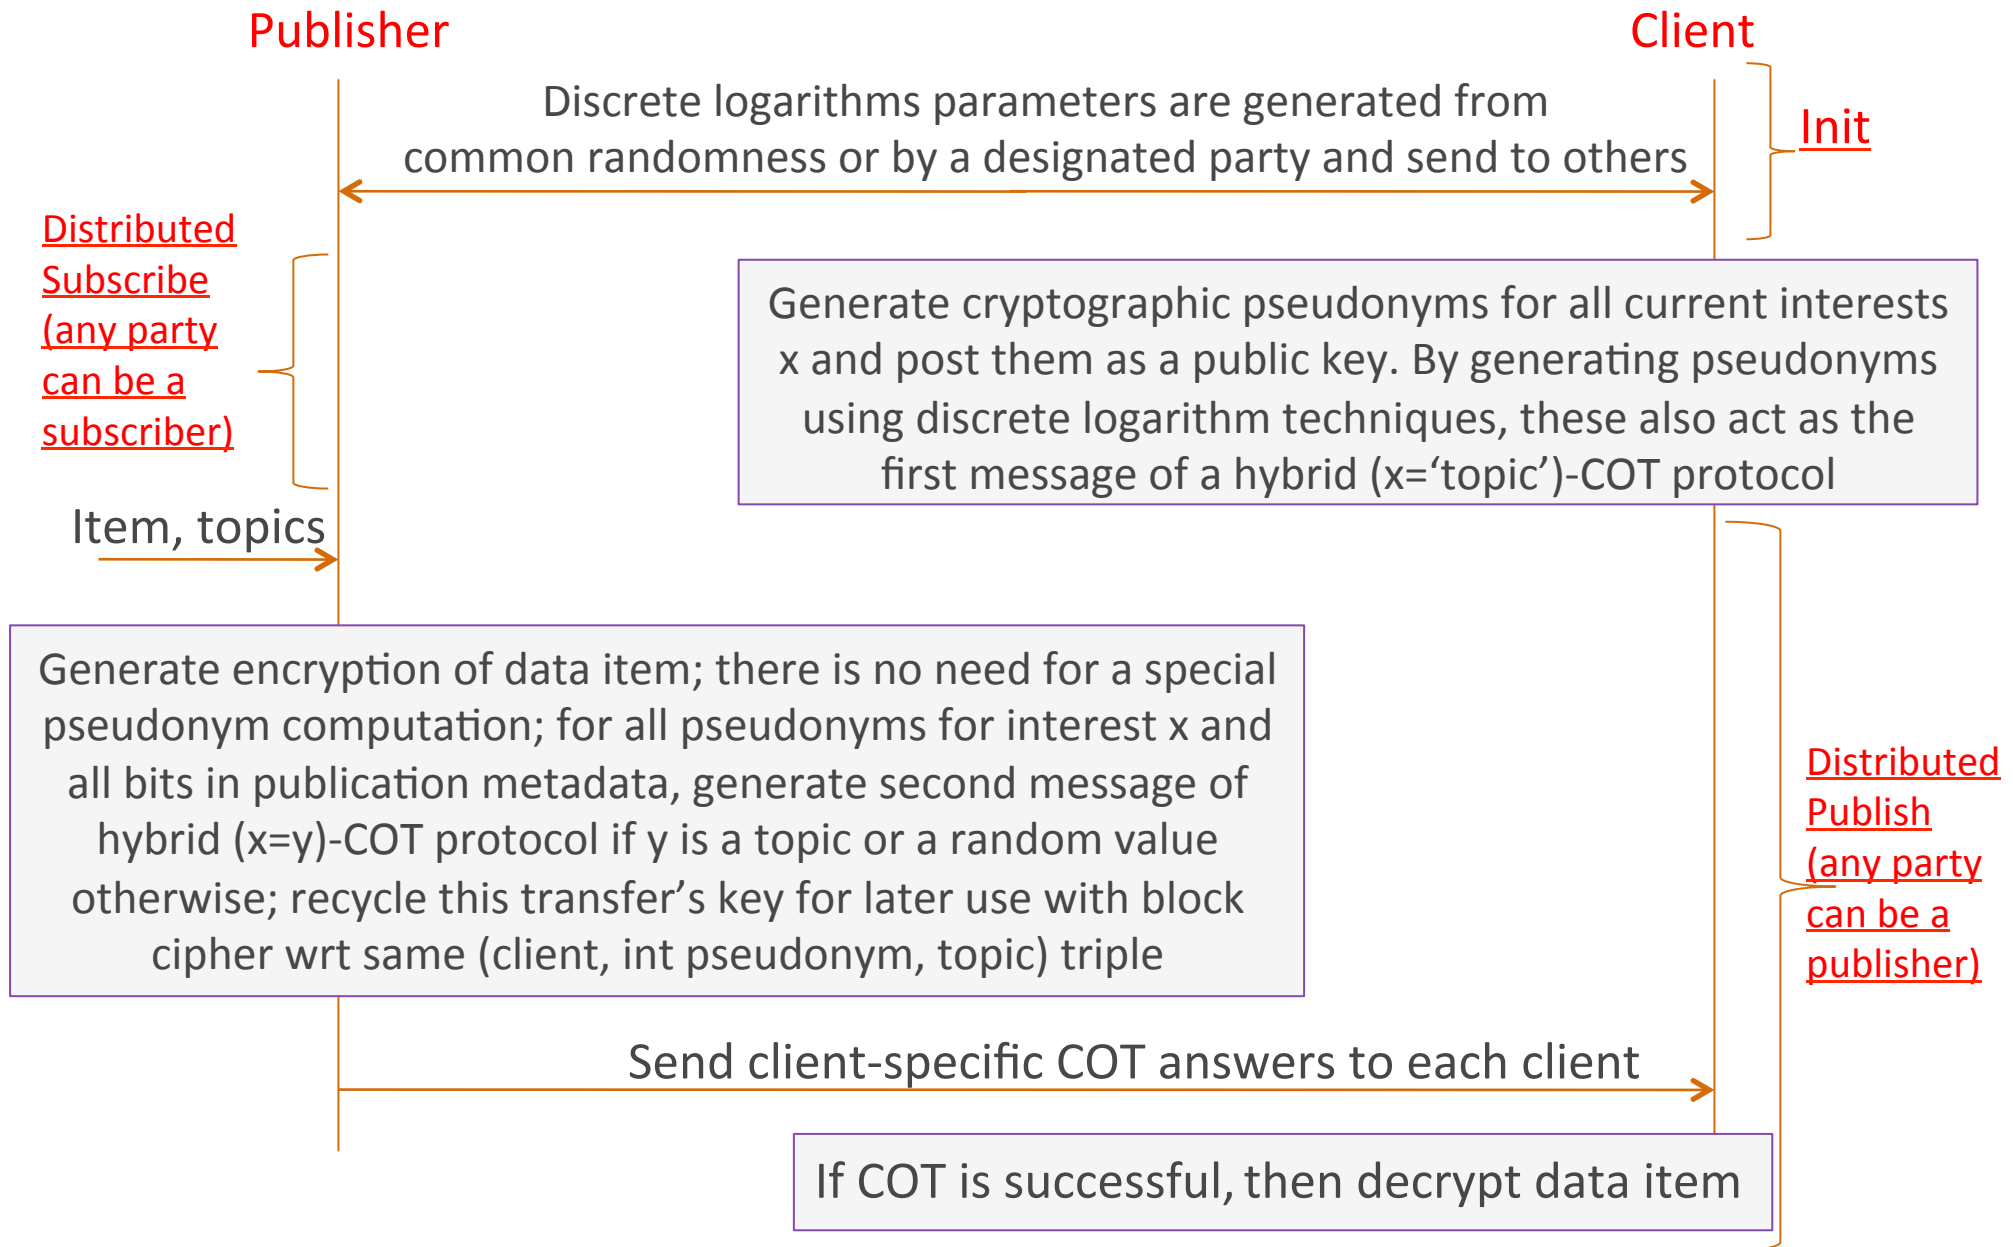 Publisher
Client
Discrete logarithms parameters are generated from
common randomness or by a designated party and send to others
Init
Distributed
Subscribe
(any party
can be a
subscriber)
Generate cryptographic pseudonyms for all current interests
x and post them as a public key. By generating pseudonyms
using discrete logarithm techniques, these also act as the
first message of a hybrid (x=‘topic’)-COT protocol
Item, topics
Generate encryption of data item; there is no need for a special
pseudonym computation; for all pseudonyms for interest x and
all bits in publication metadata, generate second message of
hybrid (x=y)-COT protocol if y is a topic or a random value
otherwise; recycle this transfer’s key for later use with block
cipher wrt same (client, int pseudonym, topic) triple
Distributed
Publish
(any party
can be a
publisher)
Send client-specific COT answers to each client
If COT is successful, then decrypt data item